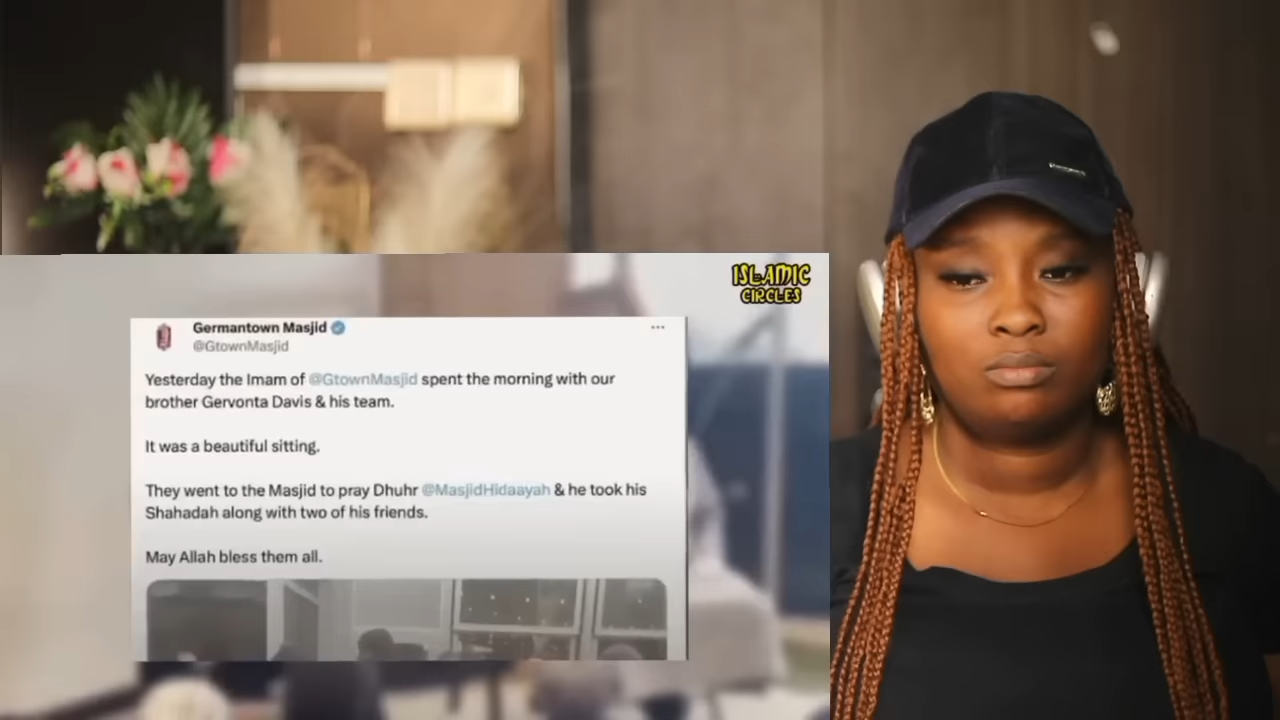 ISLAMIC
CIRCLES
Germantown Masjid
@GtownMasjid
Yesterday the Imam of @GtownMasjid spent the morning with our
brother Gervonta Davis & his team.
It was a beautiful sitting.
They went to the Masjid to pray Dhuhr @MasjidHidaayah & he took his
Shahadah along with two of his friends.
May Allah bless them all.